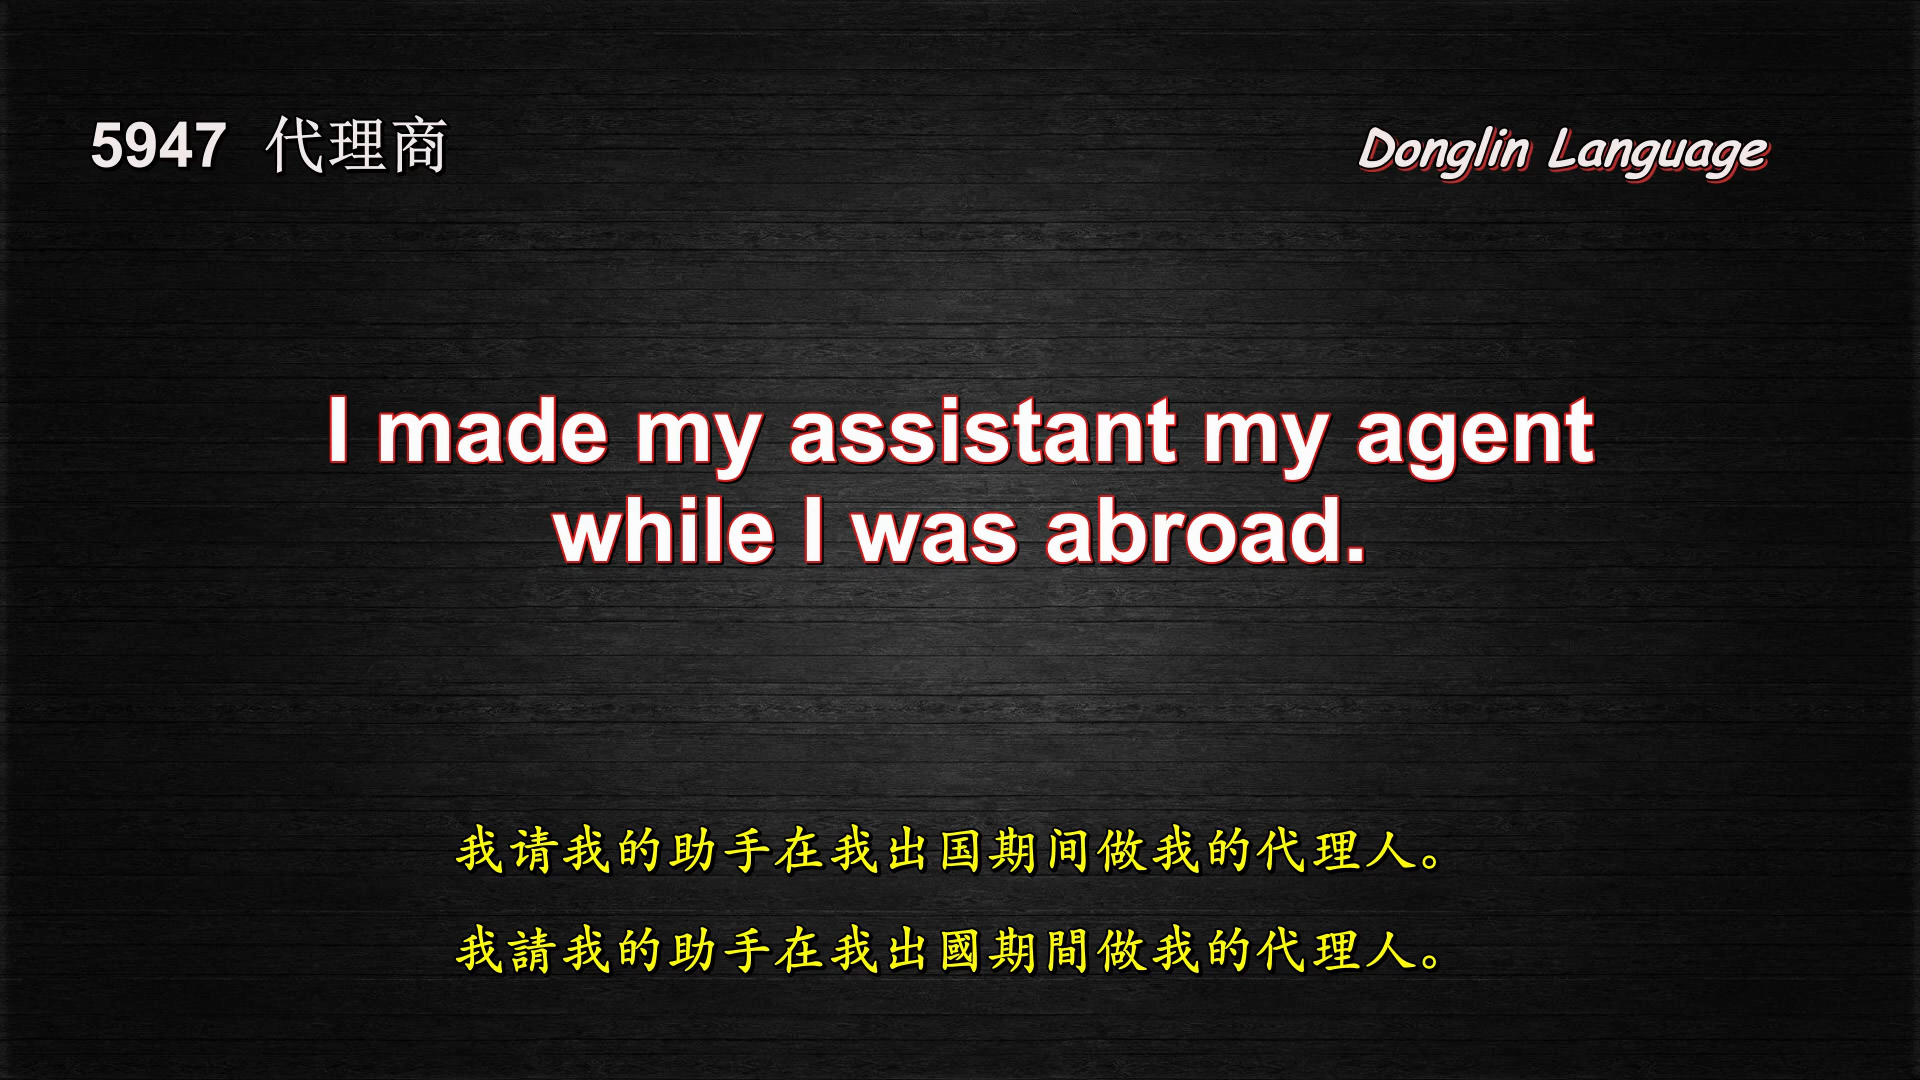 5947 代理商
Donglin Language
I made my assistant my agent
while I was abroad.
我请我的助手在我出国期间做我的代理人。
我請我的助手在我出國期間做我的代理人。